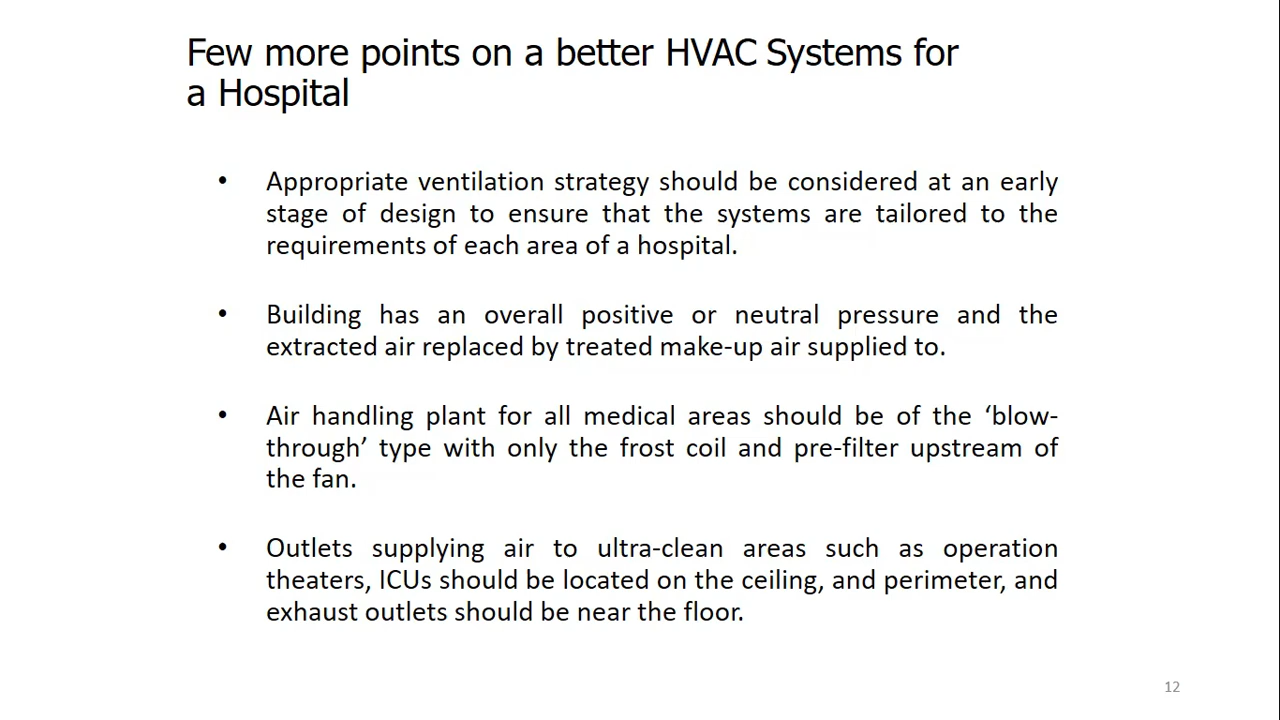 Few more points on a better HVAC Systems for
a Hospital
• Appropriate ventilation strategy should be considered at an early
stage of design to ensure that the systems are tailored to the
requirements of each area of a hospital.
• Building has an overall positive or neutral pressure and the
extracted air replaced by treated make-up air supplied to.
• Air handling plant for all medical areas should be of the ‘blow-
through’ type with only the frost coil and pre-filter upstream of
the fan.
• Outlets supplying air to ultra-clean areas such as operation
theaters, ICUs should be located on the ceiling, and perimeter, and
exhaust outlets should be near the floor.
12